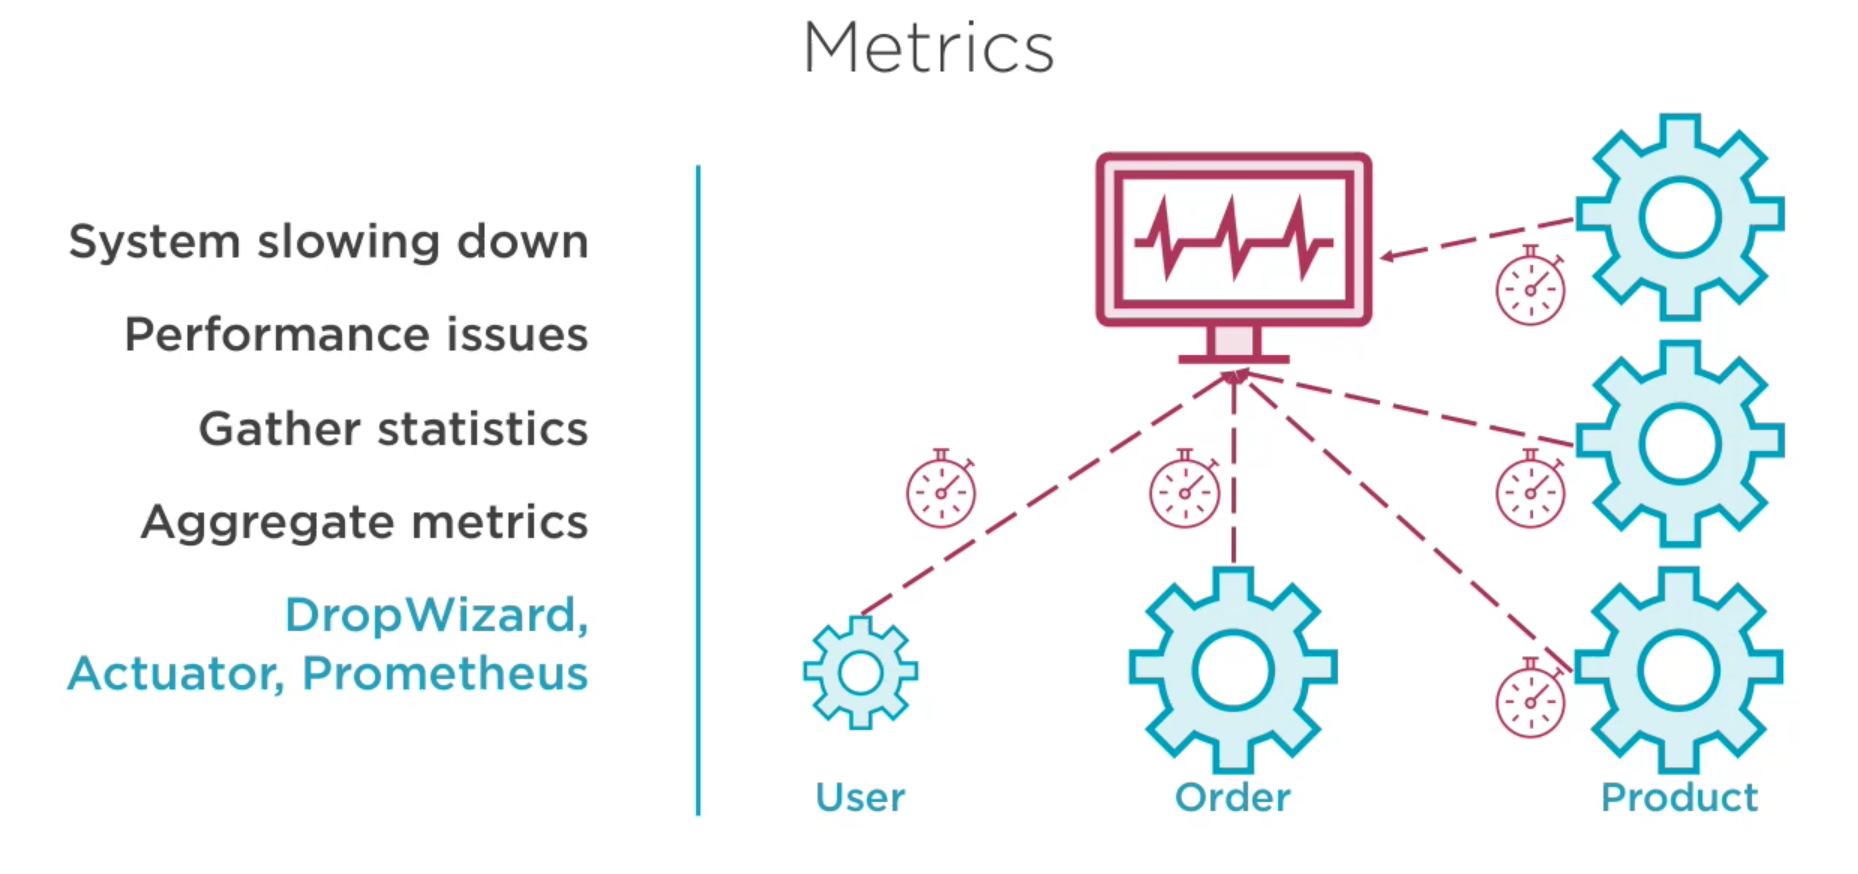 Metrics
System slowing down
Performance issues
Gather statistics
Aggregate metrics
DropWizard,
Actuator, Prometheus
User
Order
Product